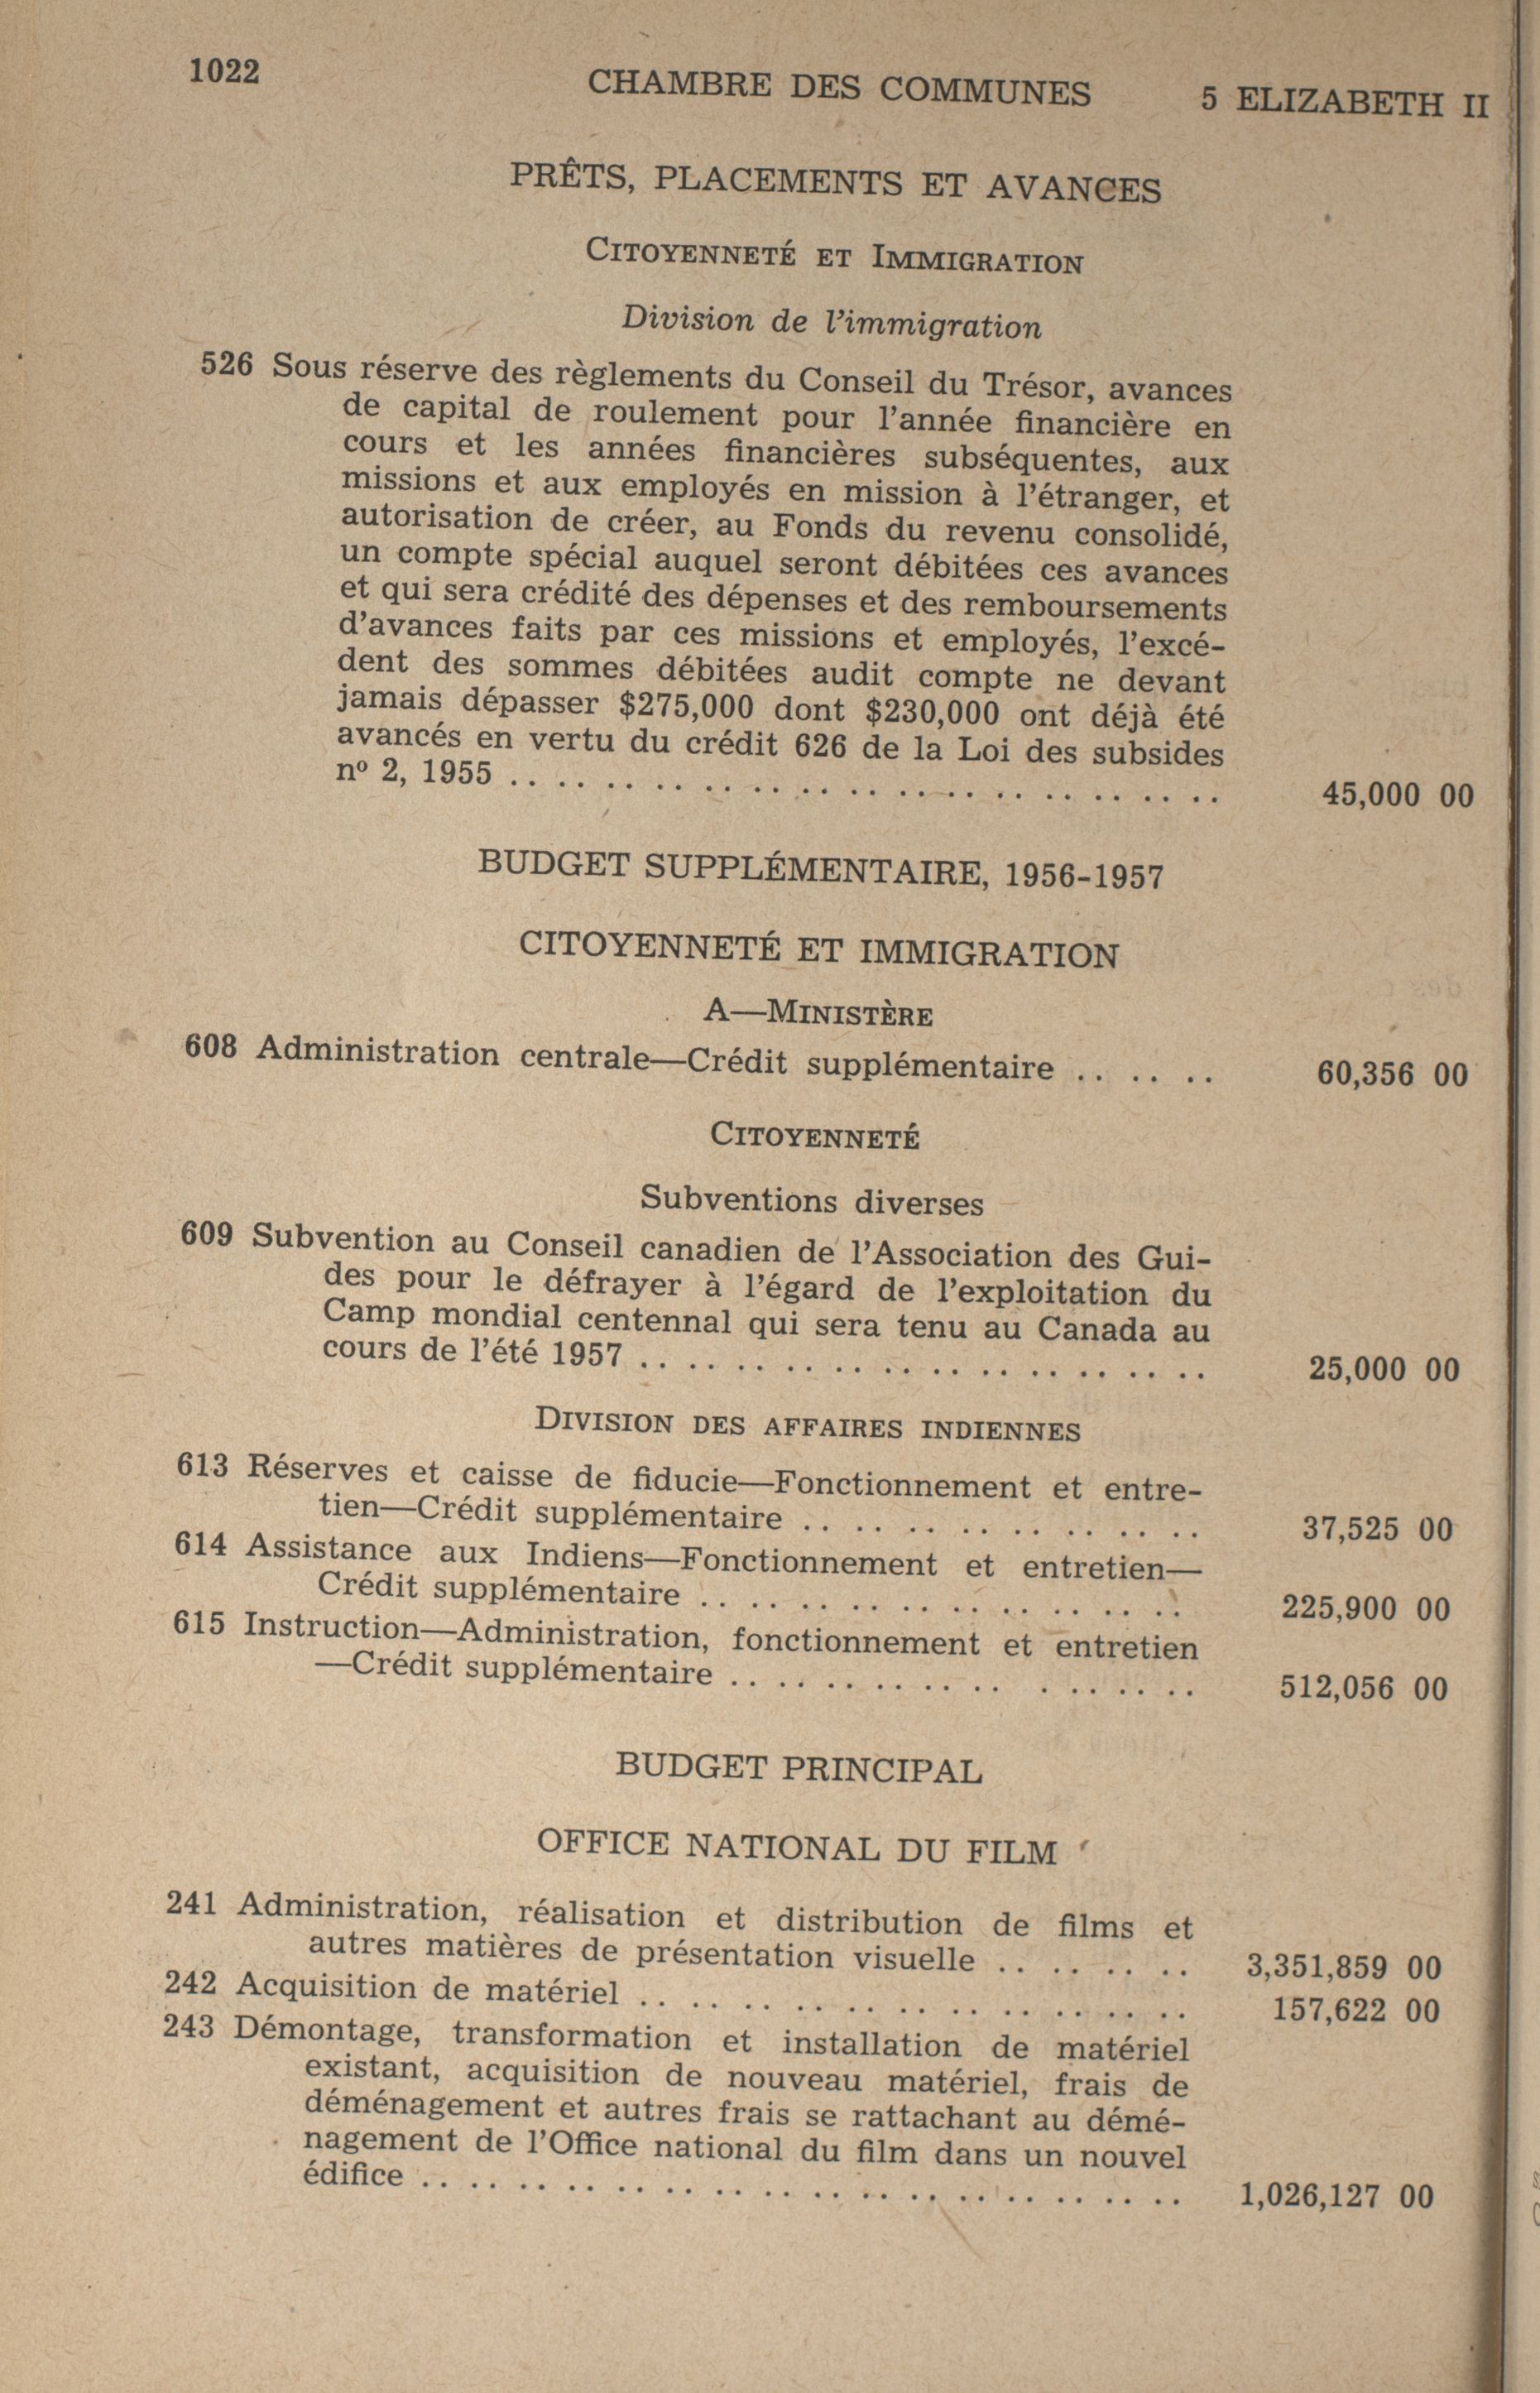 1022 CHAMBRE DES COMMUNES 5 ELIZABETH II
PRÊTS, PLACEMENTS ET AVANCES
CITOYENNETÉ ET IMMIGRATION
Division de l'immigration
526 Sous réserve des règlements du Conseil du Trésor, avances
de capital de roulement pour l'année financière en
cours et les années financières subséquentes, aux
missions et aux employés en mission à l'étranger, et
autorisation de créer, au Fonds du revenu consolidé,
un compte spécial auquel seront débitées ces avances
et qui sera crédité des dépenses et des remboursements
d'avances faits par ces missions et employés, l'excé-
dent des sommes débitées audit compte ne devant
jamais dépasser $275,000 dont $230,000 ont déjà été
avancés en vertu du crédit 626 de la Loi des subsides
nº 2, 1955 .. .. .. .. .. .. .. .. .. .. .. .. .. .. .. 45,000 00
BUDGET SUPPLÉMENTAIRE, 1956-1957
CITOYENNETÉ ET IMMIGRATION
A—MINISTÈRE
608 Administration centrale—Crédit supplémentaire .. .. .. 60,356 00
CITOYENNETÉ
Subventions diverses
609 Subvention au Conseil canadien de l'Association des Gui-
des pour le défrayer à l'égard de l'exploitation du
Camp mondial centennal qui sera tenu au Canada au
cours de l'été 1957 .. .. .. .. .. .. .. .. .. .. .. .. 25,000 00
DIVISION DES AFFAIRES INDIENNES
613 Réserves et caisse de fiducie—Fonctionnement et entre-
tien—Crédit supplémentaire .. .. .. .. .. .. .. .. 37,525 00
614 Assistance aux Indiens—Fonctionnement et entretien—
Crédit supplémentaire .. .. .. .. .. .. .. .. .. .. 225,900 00
615 Instruction—Administration, fonctionnement et entretien
—Crédit supplémentaire .. .. .. .. .. .. . .. .. .. 512,056 00
BUDGET PRINCIPAL
OFFICE NATIONAL DU FILM
241 Administration, réalisation et distribution de films et
autres matières de présentation visuelle .. .. .. .. 3,351,859 00
242 Acquisition de matériel .. .. .. .. .. .. .. .. .. .. .. 157,622 00
243 Démontage, transformation et installation de matériel
existant, acquisition de nouveau matériel, frais de
déménagement et autres frais se rattachant au démé-
nagement de l'Office national du film dans un nouvel
édifice .. .. .. .. .. .. .. .. .. .. .. .. .. .. .. .. 1,026,127 00